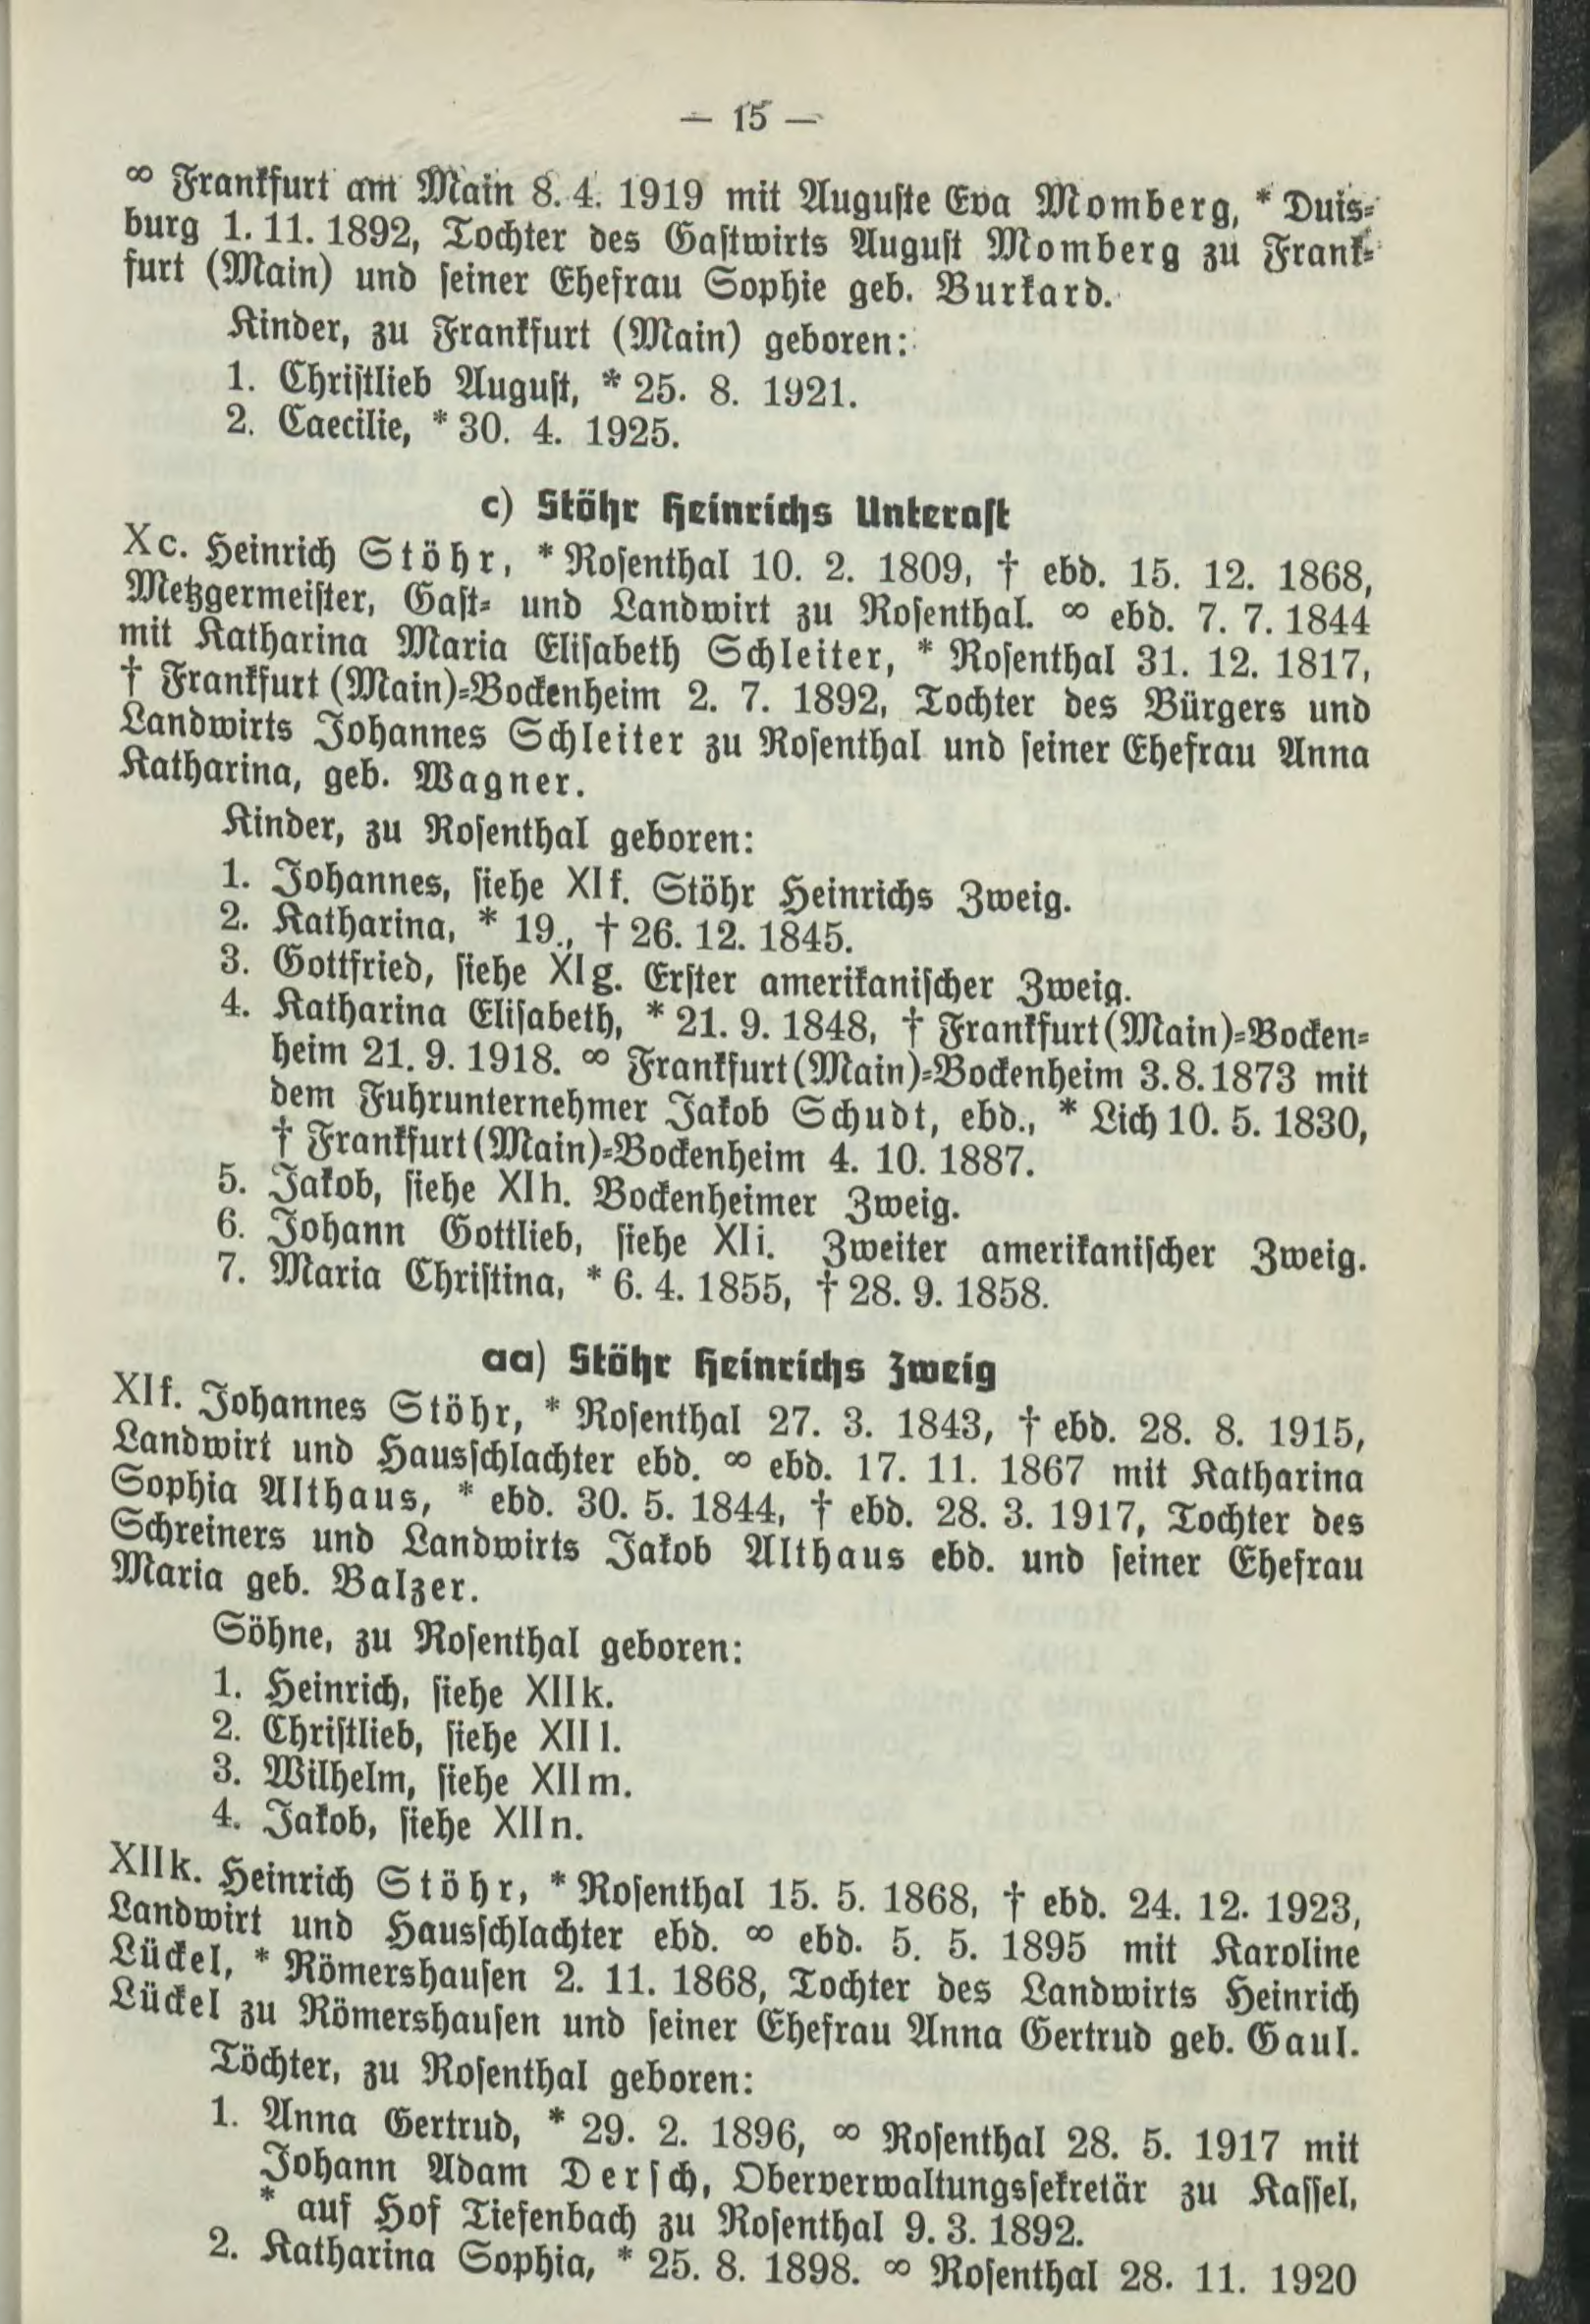 — 15 —
∞ Frankfurt am Main 8. 4. 1919 mit Auguste Eva Momberg, * Duis-
burg 1. 11. 1892, Tochter des Gastwirts August Momberg zu Frank-
furt (Main) und seiner Ehefrau Sophie geb. Burkard.
Kinder, zu Frankfurt (Main) geboren:
1. Christlieb August, * 25. 8. 1921.
2. Caecilie, * 30. 4. 1925.
c) Stöhr Heinrichs Unterast
Xc. Heinrich Stöhr, * Rosenthal 10. 2. 1809, † ebd. 15. 12. 1868,
Metzgermeister, Gast- und Landwirt zu Rosenthal. ∞ ebd. 7. 7. 1844
mit Katharina Maria Elisabeth Schleiter, * Rosenthal 31. 12. 1817,
† Frankfurt (Main)-Bockenheim 2. 7. 1892, Tochter des Bürgers und
Landwirts Johannes Schleiter zu Rosenthal und seiner Ehefrau Anna
Katharina, geb. Wagner.
Kinder, zu Rosenthal geboren:
1. Johannes, siehe XIf. Stöhr Heinrichs Zweig.
2. Katharina, * 19., † 26. 12. 1845.
3. Gottfried, siehe XIg. Erster amerikanischer Zweig.
4. Katharina Elisabeth, * 21. 9. 1848, † Frankfurt (Main)-Bocken-
heim 21. 9. 1918. ∞ Frankfurt (Main)-Bockenheim 3. 8. 1873 mit
dem Fuhrunternehmer Jakob Schudt, ebd., * Lich 10. 5. 1830,
† Frankfurt (Main)-Bockenheim 4. 10. 1887.
5. Jakob, siehe XIh. Bockenheimer Zweig.
6. Johann Gottlieb, siehe XIi. Zweiter amerikanischer Zweig.
7. Maria Christina, * 6. 4. 1855, † 28. 9. 1858.
aa) Stöhr Heinrichs Zweig
XIf. Johannes Stöhr, * Rosenthal 27. 3. 1843, † ebd. 28. 8. 1915,
Landwirt und Hausschlachter ebd. ∞ ebd. 17. 11. 1867 mit Katharina
Sophia Althaus, * ebd. 30. 5. 1844, † ebd. 28. 3. 1917, Tochter des
Schreiners und Landwirts Jakob Althaus ebd. und seiner Ehefrau
Maria geb. Balzer.
Söhne, zu Rosenthal geboren:
1. Heinrich, siehe XIIk.
2. Christlieb, siehe XIIl.
3. Wilhelm, siehe XIIm.
4. Jakob, siehe XIIn.
XIIk. Heinrich Stöhr, * Rosenthal 15. 5. 1868, † ebd. 24. 12. 1923,
Landwirt und Hausschlachter ebd. ∞ ebd. 5. 5. 1895 mit Karoline
Lückel, * Römershausen 2. 11. 1868, Tochter des Landwirts Heinrich
Lückel zu Römershausen und seiner Ehefrau Anna Gertrud geb. Gaul.
Töchter, zu Rosenthal geboren:
1. Anna Gertrud, * 29. 2. 1896, ∞ Rosenthal 28. 5. 1917 mit
Johann Adam Dersch, Oberverwaltungssekretär zu Kassel,
* auf Hof Tiefenbach zu Rosenthal 9. 3. 1892.
2. Katharina Sophia, * 25. 8. 1898. ∞ Rosenthal 28. 11. 1920